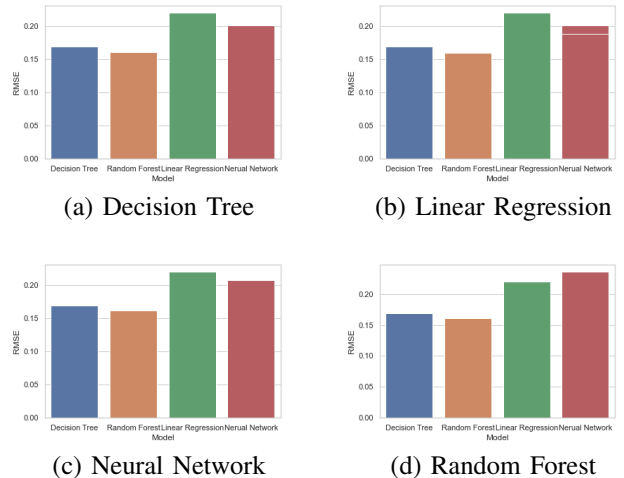 0.20
0.15
0.10
0.05
0.00
RMSE
Decision Tree Random Forest Linear Regression Nerual Network
Model
(a) Decision Tree
0.20
0.15
0.10
0.05
0.00
RMSE
Decision Tree Random Forest Linear Regression Nerual Network
Model
(b) Linear Regression
0.20
0.15
0.10
0.05
0.00
RMSE
Decision Tree Random Forest Linear Regression Nerual Network
Model
(c) Neural Network
0.20
0.15
0.10
0.05
0.00
RMSE
Decision Tree Random Forest Linear Regression Nerual Network
Model
(d) Random Forest